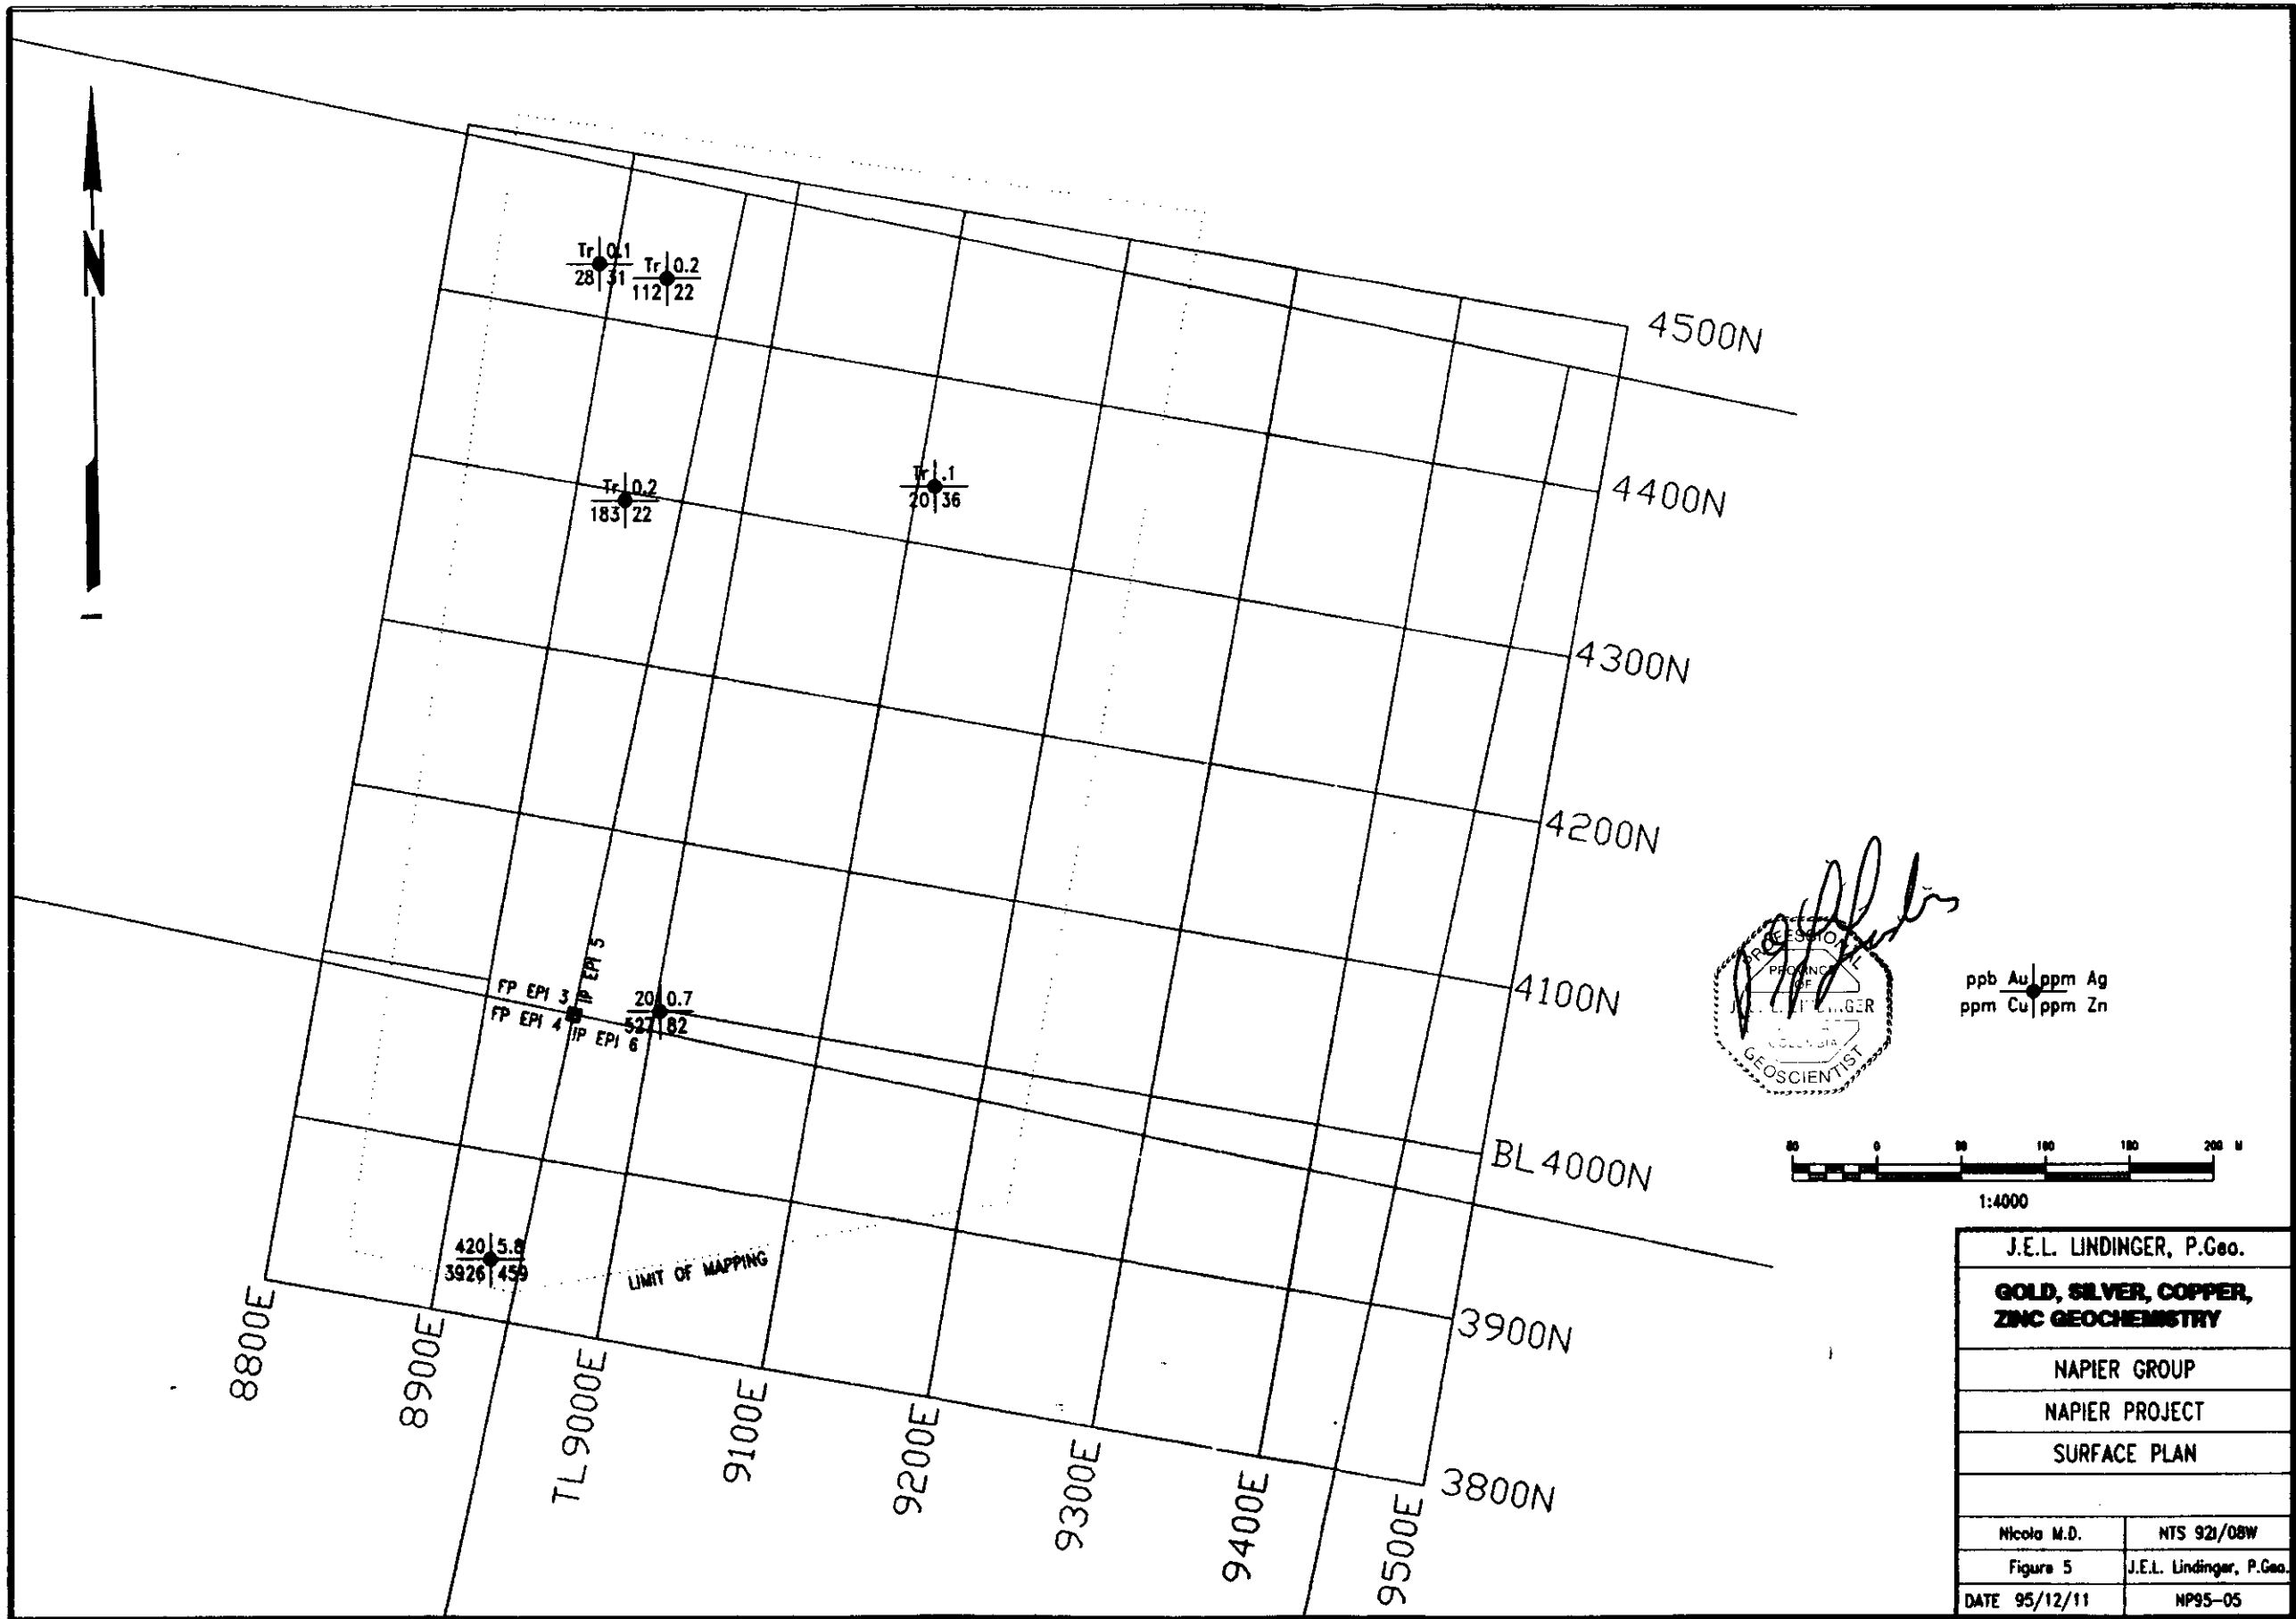 N
Tr 0.1
28 31
Tr 0.2
112 22
Tr 0.2
183 22
Tr .1
20 36
20 0.7
527 82
420 5.8
3926 459
FP EPI 3
FP EPI 4
IP EPI 5
IP EPI 6
LIMIT OF MAPPING
4500N
4400N
4300N
4200N
4100N
BL 4000N
3900N
3800N
8800E
8900E
TL 9000E
9100E
9200E
9300E
9400E
9500E
PROFESSIONAL
PROVINCE
OF
GEOSCIENTIST
ppb Au ppm Ag
ppm Cu ppm Zn
0 100 200 M
1:4000
J.E.L. LINDINGER, P.Geo.
GOLD, SILVER, COPPER,
ZINC GEOCHEMISTRY
NAPIER GROUP
NAPIER PROJECT
SURFACE PLAN
Nicola M.D. NTS 92I/08W
Figure 5 J.E.L. Lindinger, P.Geo.
DATE 95/12/11 NP95-05